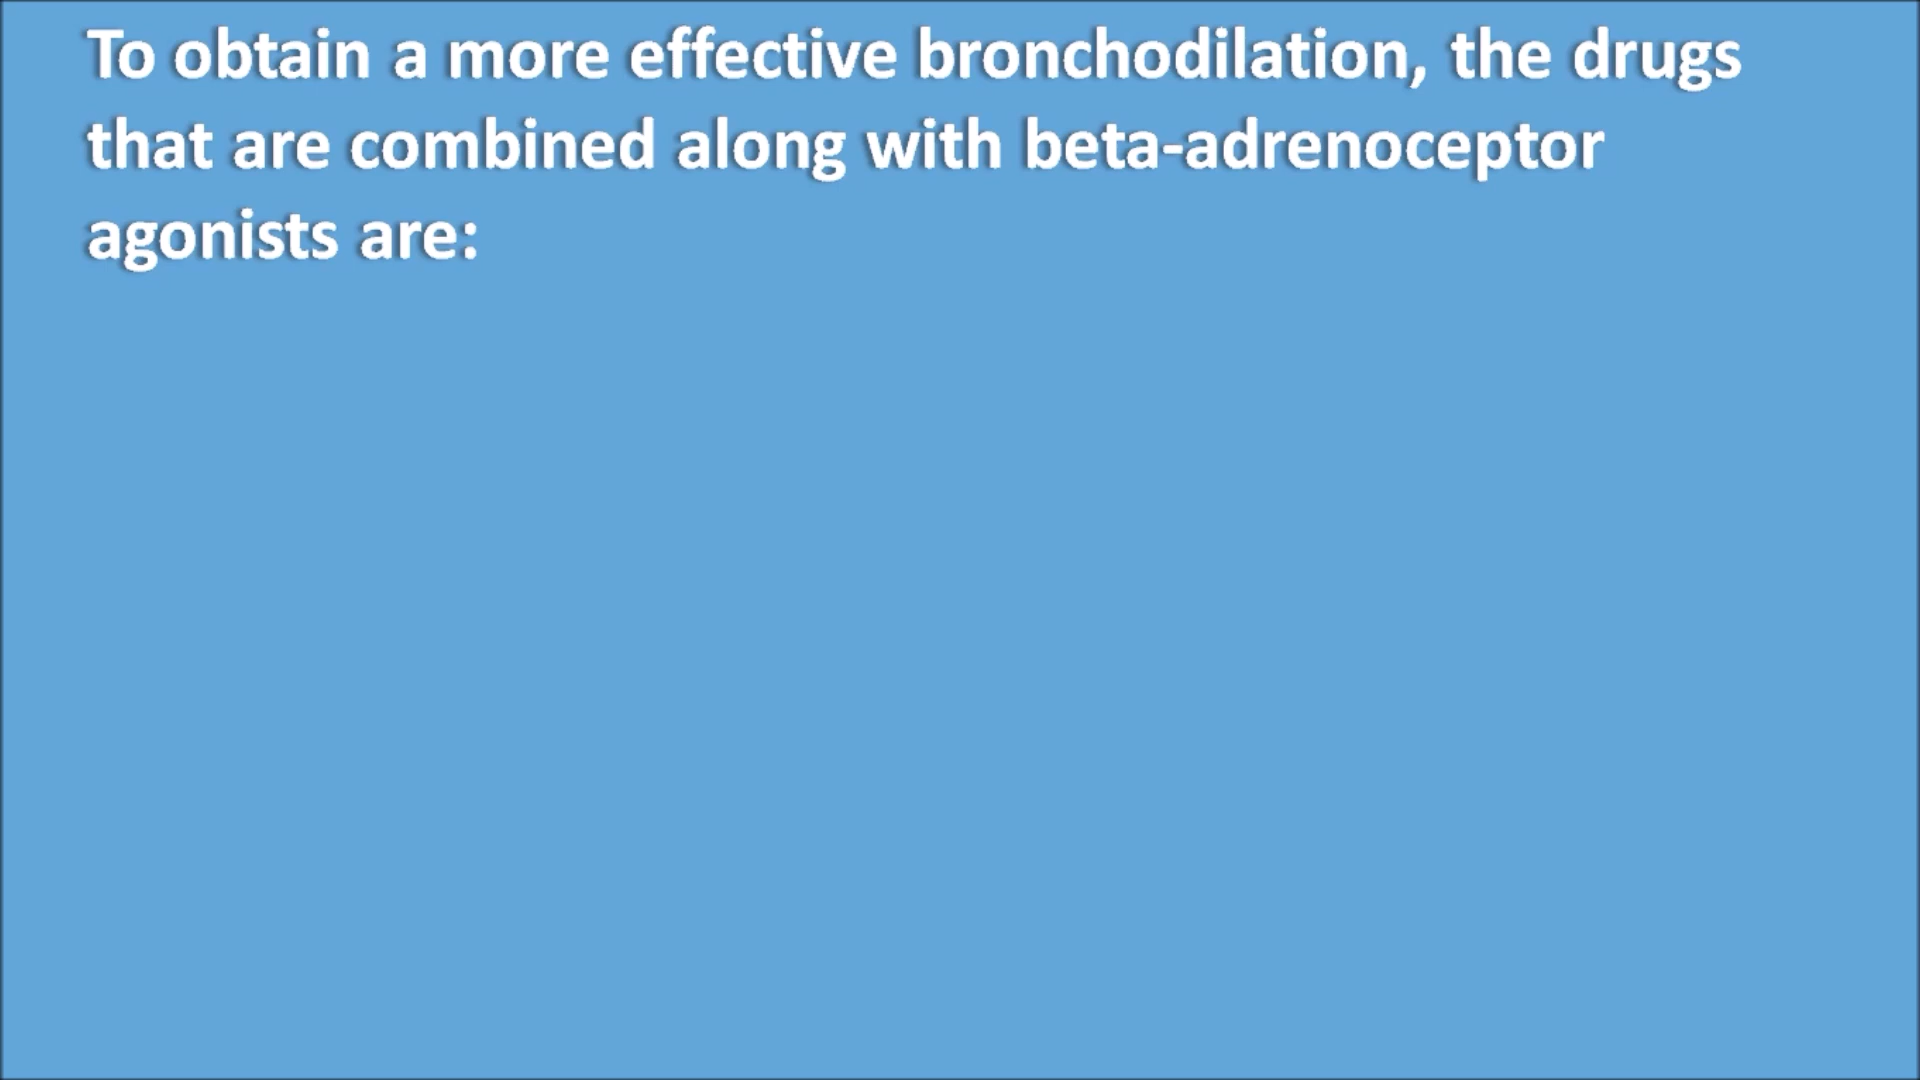 To obtain a more effective bronchodilation, the drugs
that are combined along with beta-adrenoceptor
agonists are: